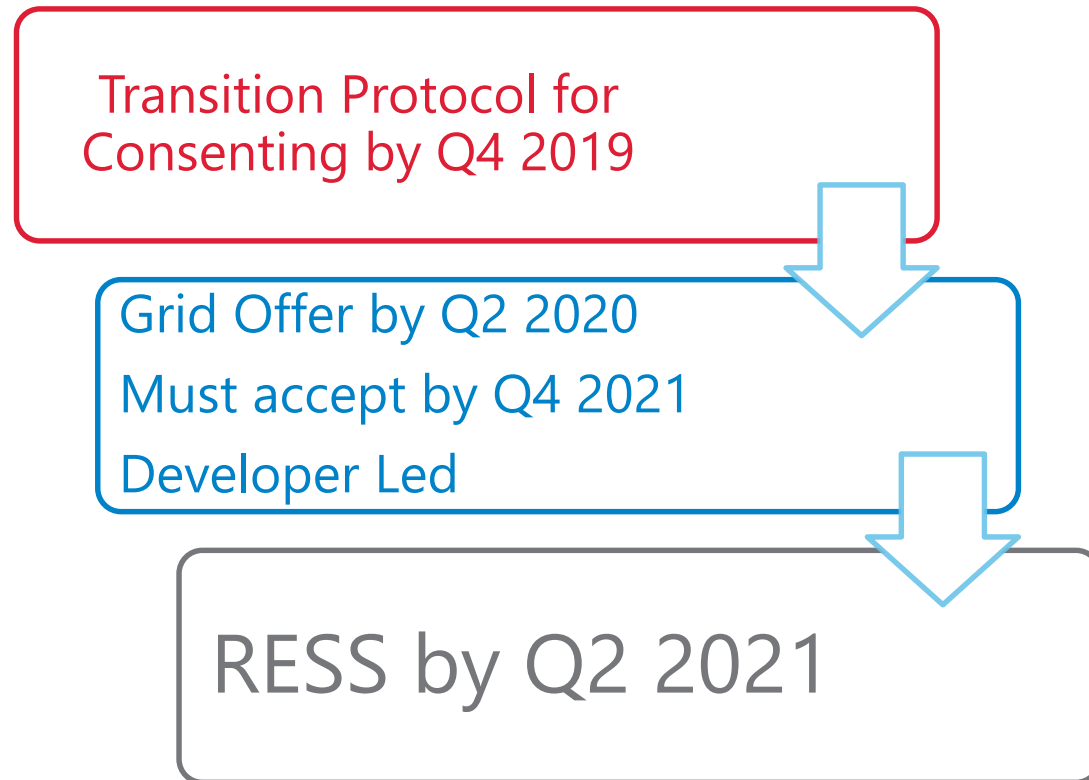 Transition Protocol for
Consenting by Q4 2019
Grid Offer by Q2 2020
Must accept by Q4 2021
Developer Led
RESS by Q2 2021